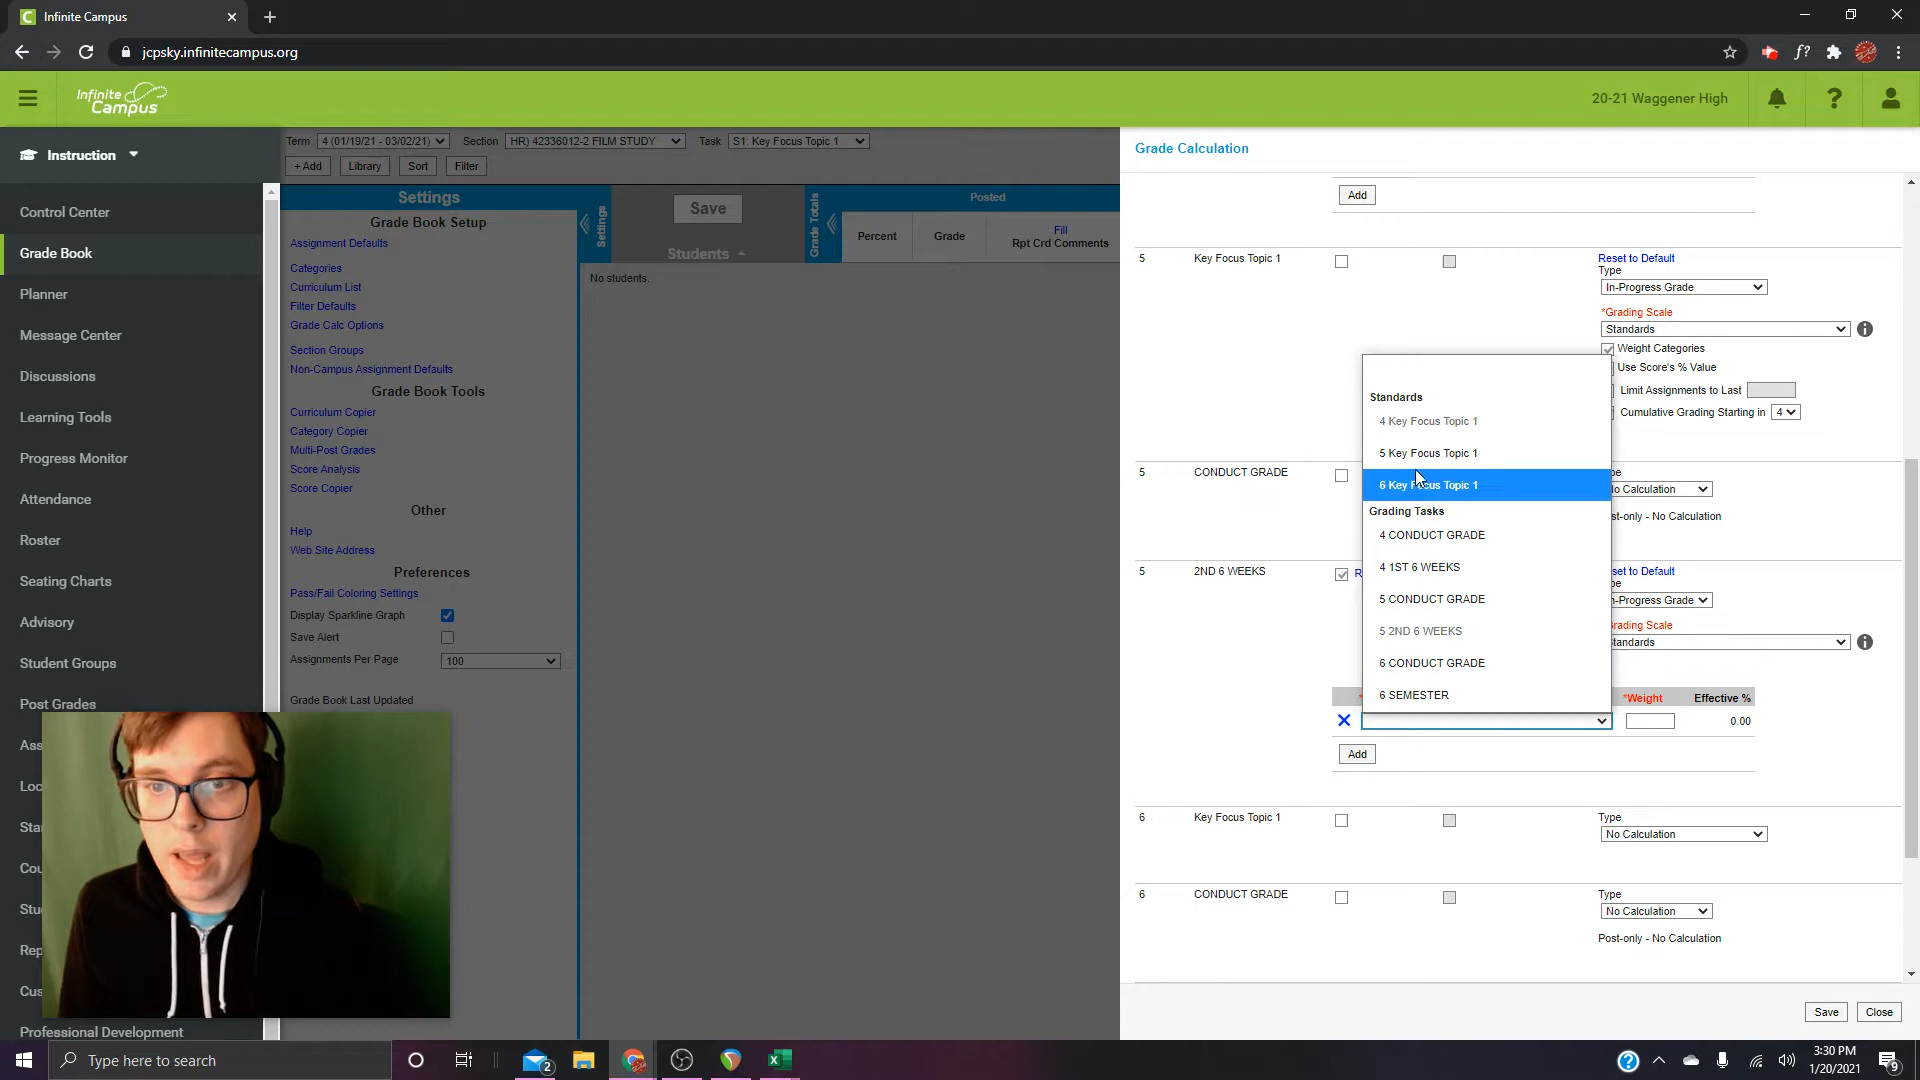 Infinite Campus
jcpsky.infinitecampus.org
Infinite Campus
20-21 Waggener High
Instruction
Control Center
Grade Book
Planner
Message Center
Discussions
Learning Tools
Progress Monitor
Attendance
Roster
Seating Charts
Advisory
Student Groups
Post Grades
Professional Development
Term 4 (01/19/21 - 03/02/21) Section HR) 42336012-2 FILM STUDY Task S1: Key Focus Topic 1
+ Add Library Sort Filter
Settings
Grade Book Setup
Assignment Defaults
Categories
Curriculum List
Filter Defaults
Grade Calc Options
Section Groups
Non-Campus Assignment Defaults
Grade Book Tools
Curriculum Copier
Category Copier
Multi-Post Grades
Score Analysis
Score Copier
Other
Help
Web Site Address
Preferences
Pass/Fail Coloring Settings
Display Sparkline Graph
Save Alert
Assignments Per Page 100
Grade Book Last Updated
Settings
Save
Students
No students.
Grade Totals
Posted
Percent Grade Fill
Rpt Crd Comments
Grade Calculation
Add
5 Key Focus Topic 1
Reset to Default
Type
In-Progress Grade
*Grading Scale
Standards
Weight Categories
Use Score's % Value
Limit Assignments to Last
Cumulative Grading Starting in 4
Standards
4 Key Focus Topic 1
5 Key Focus Topic 1
6 Key Focus Topic 1
Grading Tasks
4 CONDUCT GRADE
4 1ST 6 WEEKS
5 CONDUCT GRADE
5 2ND 6 WEEKS
6 CONDUCT GRADE
6 SEMESTER
5 CONDUCT GRADE
5 2ND 6 WEEKS
*Weight Effective %
0.00
Add
6 Key Focus Topic 1
Type
No Calculation
6 CONDUCT GRADE
Type
No Calculation
Post-only - No Calculation
Save Close
Type here to search
2
3:30 PM
1/20/2021
9